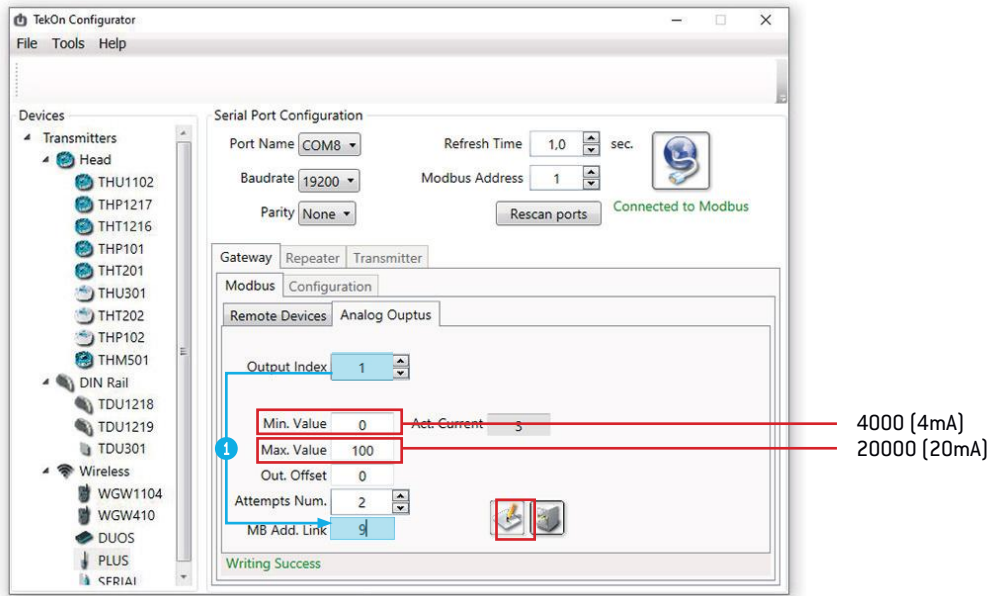 TekOn Configurator
File Tools Help
Devices
Transmitters
Head
THU1102
THP1217
THT1216
THP101
THT201
THU301
THT202
THP102
THM501
DIN Rail
TDU1218
TDU1219
TDU301
Wireless
WGW1104
WGW410
DUOS
PLUS
SERIAL
Serial Port Configuration
Port Name COM8 Refresh Time 1,0 sec.
Baudrate 19200 Modbus Address 1
Parity None Rescan ports Connected to Modbus
Gateway Repeater Transmitter
Modbus Configuration
Remote Devices Analog Ouptus
Output Index 1
Min. Value 0 Act. Current 3
1 Max. Value 100
Out. Offset 0
Attempts Num. 2
MB Add. Link 9
Writing Success
4000 (4mA)
20000 (20mA)